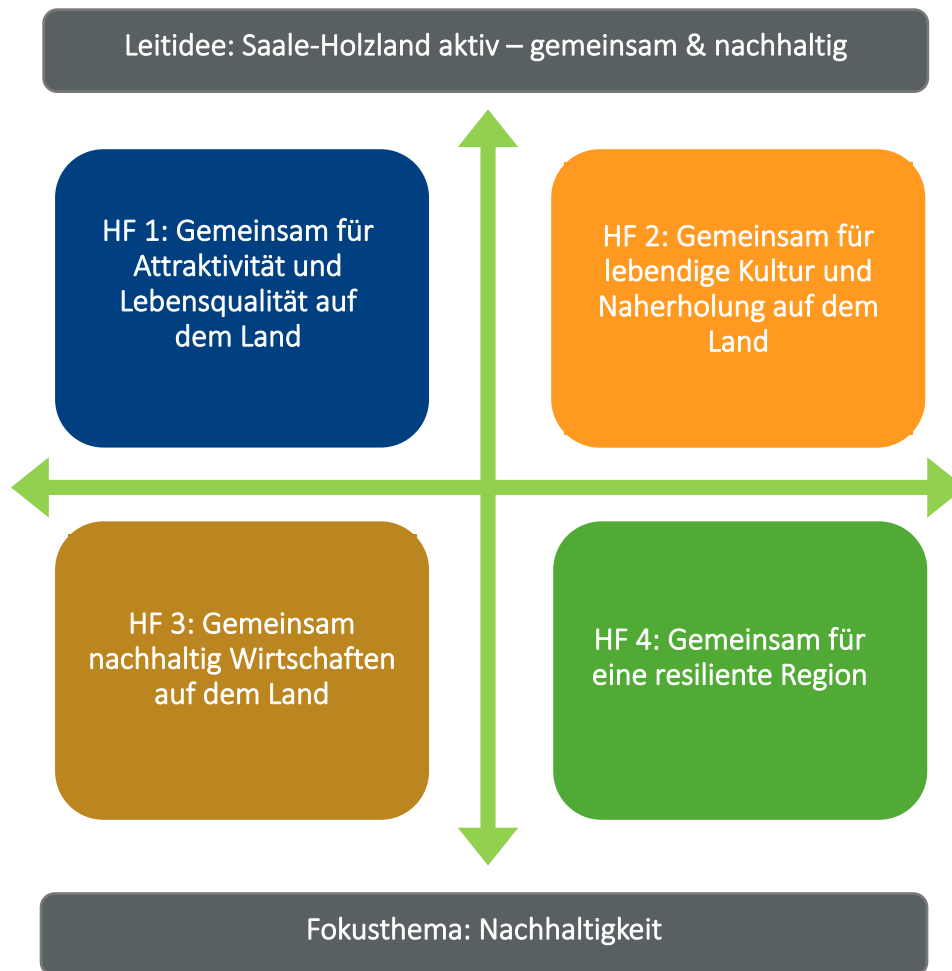 Leitidee: Saale-Holzland aktiv – gemeinsam & nachhaltig
HF 1: Gemeinsam für
Attraktivität und
Lebensqualität auf
dem Land
HF 2: Gemeinsam für
lebendige Kultur und
Naherholung auf dem
Land
HF 3: Gemeinsam
nachhaltig Wirtschaften
auf dem Land
HF 4: Gemeinsam für
eine resiliente Region
Fokusthema: Nachhaltigkeit